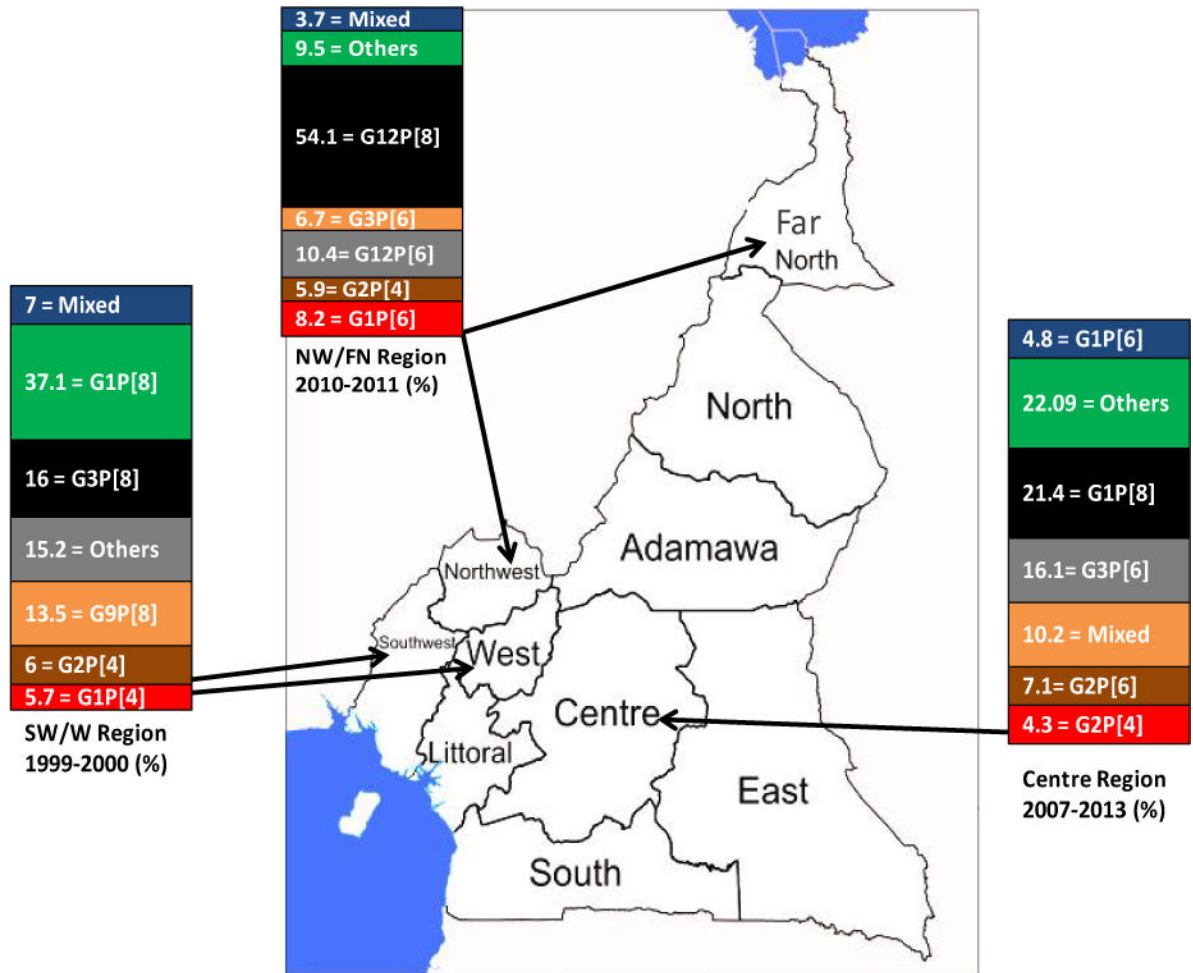 3.7 = Mixed
9.5 = Others
54.1 = G12P[8]
6.7 = G3P[6]
10.4= G12P[6]
5.9= G2P[4]
8.2 = G1P[6]
NW/FN Region
2010-2011 (%)
7 = Mixed
37.1 = G1P[8]
16 = G3P[8]
15.2 = Others
13.5 = G9P[8]
6 = G2P[4]
5.7 = G1P[4]
SW/W Region
1999-2000 (%)
Far
North
North
Adamawa
Northwest
Southwest
West
Centre
Littoral
East
South
4.8 = G1P[6]
22.09 = Others
21.4 = G1P[8]
16.1= G3P[6]
10.2 = Mixed
7.1= G2P[6]
4.3 = G2P[4]
Centre Region
2007-2013 (%)